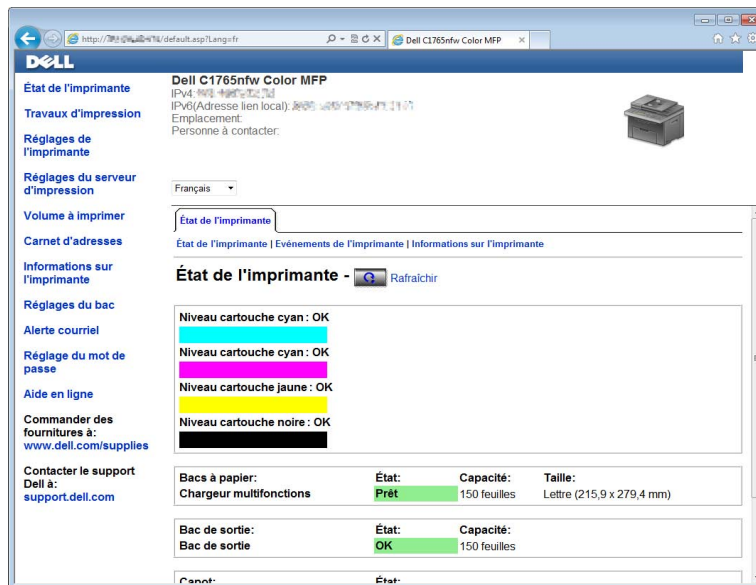 http:// /default.asp?Lang=fr
Dell C1765nfw Color MFP
DELL
État de l'imprimante
Travaux d'impression
Réglages de
l'imprimante
Réglages du serveur
d'impression
Volume à imprimer
Carnet d'adresses
Informations sur
l'imprimante
Réglages du bac
Alerte courriel
Réglage du mot de
passe
Aide en ligne
Commander des
fournitures à:
www.dell.com/supplies
Contacter le support
Dell à:
support.dell.com
Dell C1765nfw Color MFP
IPv4:
IPv6(Adresse lien local):
Emplacement:
Personne à contacter:
Français
État de l'imprimante
État de l'imprimante | Evénements de l'imprimante | Informations sur l'imprimante
État de l'imprimante - Rafraîchir
Niveau cartouche cyan : OK
Niveau cartouche cyan : OK
Niveau cartouche jaune : OK
Niveau cartouche noire : OK
Bacs à papier: État: Capacité: Taille:
Chargeur multifonctions Prêt 150 feuilles Lettre (215,9 x 279,4 mm)
Bac de sortie: État: Capacité:
Bac de sortie OK 150 feuilles
Capot: État: